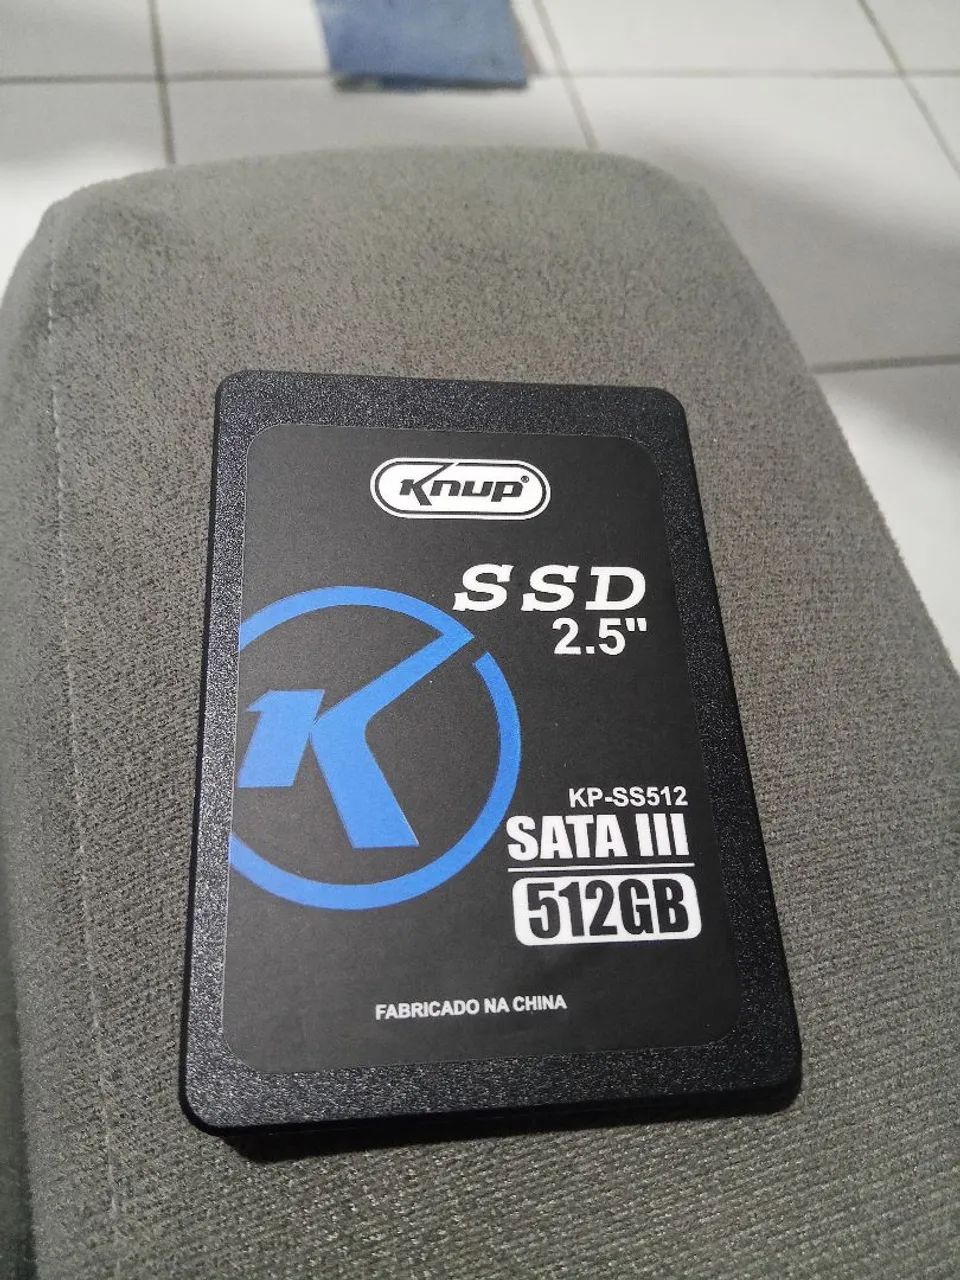 Knup®
SSD
2.5"
KP-SS512
SATA III
512GB
FABRICADO NA CHINA